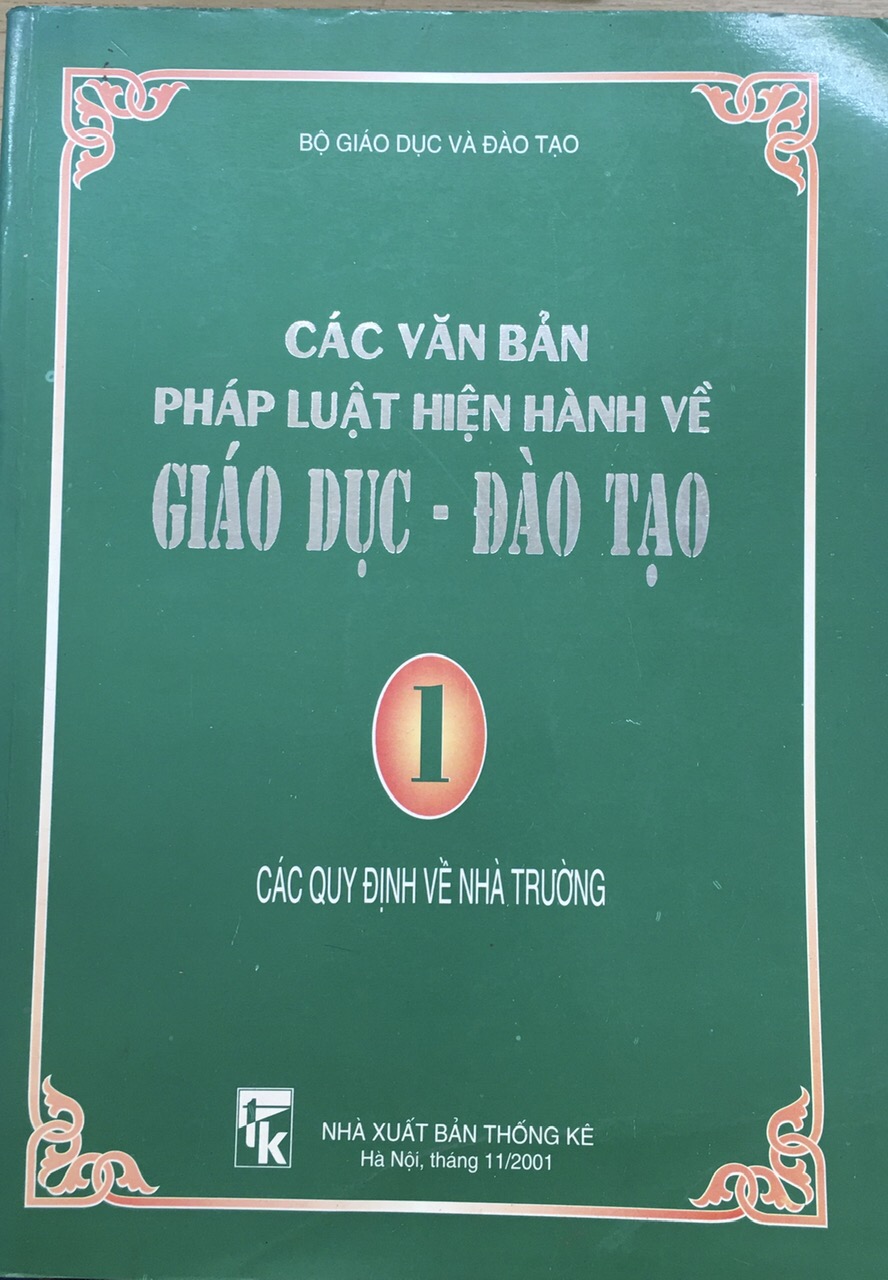 BỘ GIÁO DỤC VÀ ĐÀO TẠO
CÁC VĂN BẢN
PHÁP LUẬT HIỆN HÀNH VỀ
GIÁO DỤC - ĐÀO TẠO
1
CÁC QUY ĐỊNH VỀ NHÀ TRƯỜNG
tk
NHÀ XUẤT BẢN THỐNG KÊ
Hà Nội, tháng 11/2001